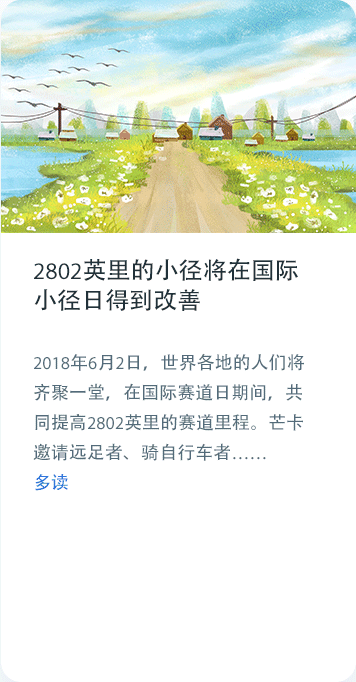 2802英里的小径将在国际
小径日得到改善
2018年6月2日，世界各地的人们将
齐聚一堂，在国际赛道日期间，共
同提高2802英里的赛道里程。芒卡
邀请远足者、骑自行车者……
多读